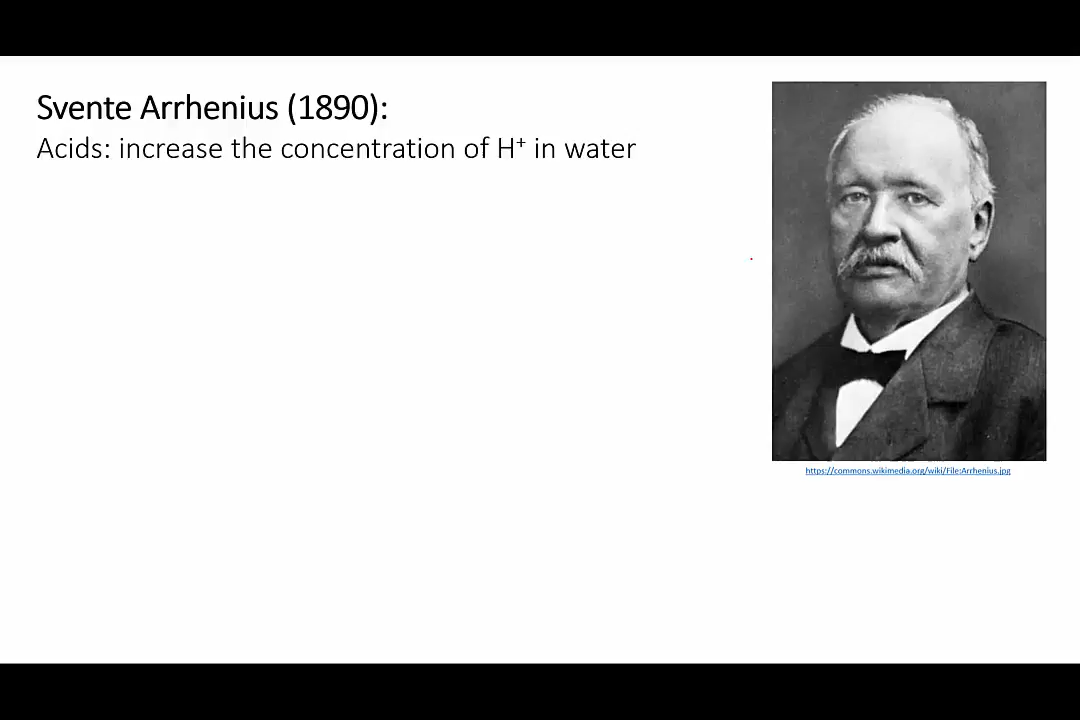 Svente Arrhenius (1890):
Acids: increase the concentration of H⁺ in water
https://commons.wikimedia.org/wiki/File:Arrhenius.jpg